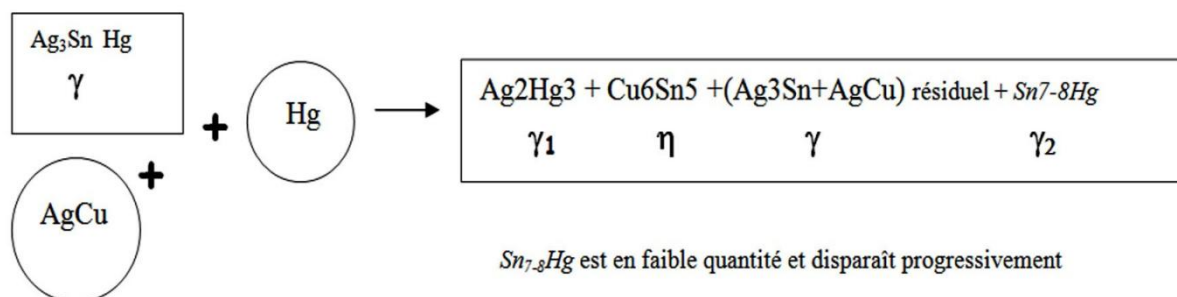 Ag₃Sn Hg
γ
+
Hg
+
AgCu
Ag2Hg3 + Cu6Sn5 +(Ag3Sn+AgCu) résiduel + Sn7-8Hg
γ1 η γ γ2
Sn₇₋₈Hg est en faible quantité et disparaît progressivement